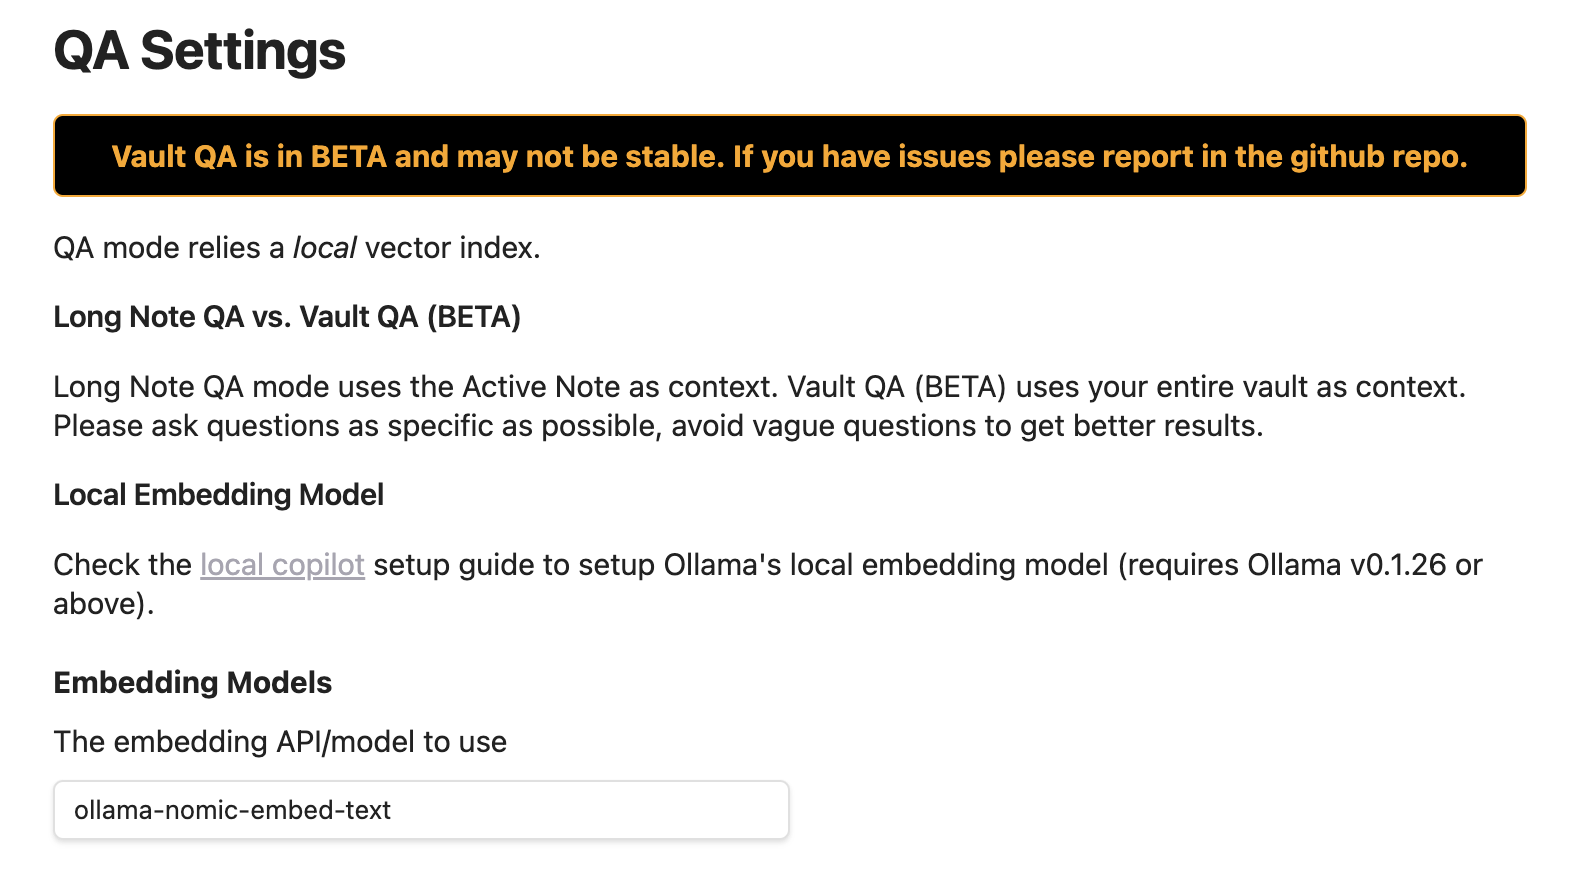 QA Settings
Vault QA is in BETA and may not be stable. If you have issues please report in the github repo.
QA mode relies a local vector index.
Long Note QA vs. Vault QA (BETA)
Long Note QA mode uses the Active Note as context. Vault QA (BETA) uses your entire vault as context.
Please ask questions as specific as possible, avoid vague questions to get better results.
Local Embedding Model
Check the local copilot setup guide to setup Ollama's local embedding model (requires Ollama v0.1.26 or
above).
Embedding Models
The embedding API/model to use
ollama-nomic-embed-text